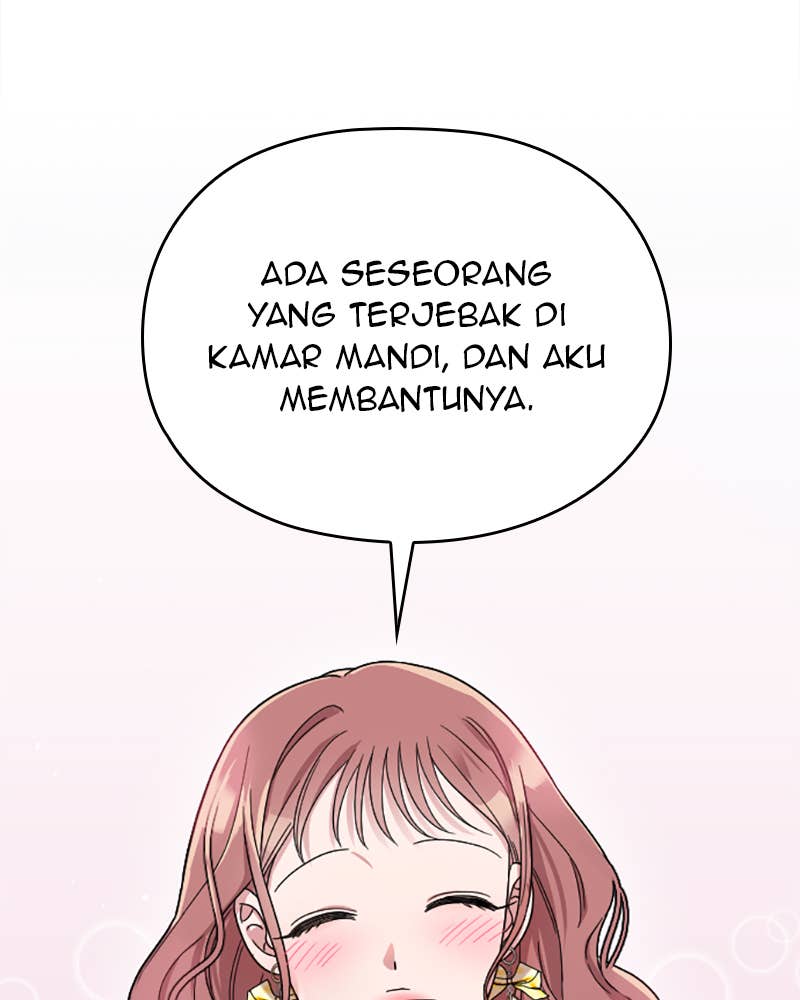 ADA SESEORANG
YANG TERJEBAK DI
KAMAR MANDI, DAN AKU
MEMBANTUNYA.